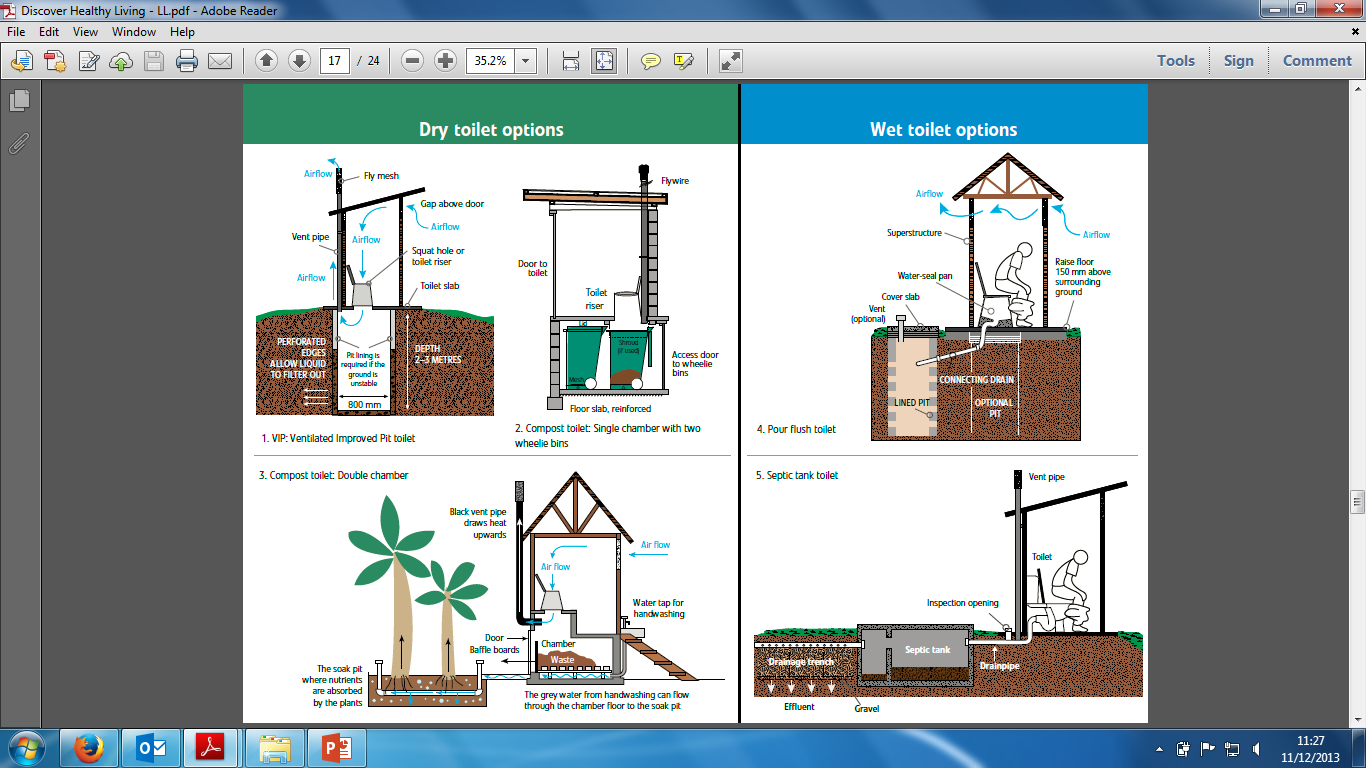 Discover Healthy Living - LL.pdf - Adobe Reader
File Edit View Window Help
17 / 24 35.2% Tools Sign Comment
Dry toilet options
Airflow
Fly mesh
Gap above door
Airflow
Vent pipe
Airflow
Squat hole or
toilet riser
Airflow
Toilet slab
PERFORATED
EDGES
ALLOW LIQUID
TO FILTER OUT
Pit lining is
required if the
ground is
unstable
DEPTH
2–3 METRES
800 mm
1. VIP: Ventilated Improved Pit toilet
Flywire
Door to
toilet
Toilet
riser
Lid
Shroud
(if used)
Mesh
Access door
to wheelie
bins
Floor slab, reinforced
2. Compost toilet: Single chamber with two
wheelie bins
3. Compost toilet: Double chamber
Black vent pipe
draws heat
upwards
Air flow
Air flow
Water tap for
handwashing
Door
Baffle boards
Chamber
Waste
The soak pit
where nutrients
are absorbed
by the plants
The grey water from handwashing can flow
through the chamber floor to the soak pit
Wet toilet options
Airflow
Superstructure
Airflow
Water-seal pan
Raise floor
150 mm above
surrounding
ground
Cover slab
Vent
(optional)
CONNECTING DRAIN
LINED PIT
OPTIONAL
PIT
4. Pour flush toilet
5. Septic tank toilet
Vent pipe
Toilet
Inspection opening
Septic tank
Drainage trench
Drainpipe
Effluent
Gravel
11:27
11/12/2013